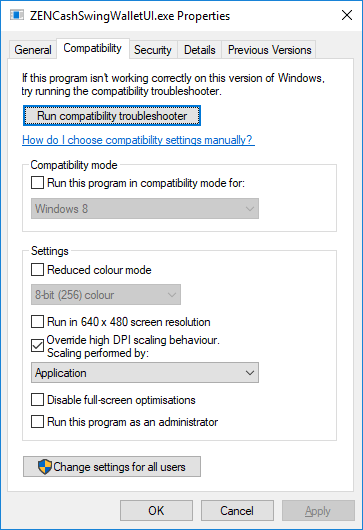 ZENCashSwingWalletUI.exe Properties
General Compatibility Security Details Previous Versions
If this program isn't working correctly on this version of Windows,
try running the compatibility troubleshooter.
Run compatibility troubleshooter
How do I choose compatibility settings manually?
Compatibility mode
Run this program in compatibility mode for:
Windows 8
Settings
Reduced colour mode
8-bit (256) colour
Run in 640 x 480 screen resolution
Override high DPI scaling behaviour.
Scaling performed by:
Application
Disable full-screen optimisations
Run this program as an administrator
Change settings for all users
OK Cancel Apply